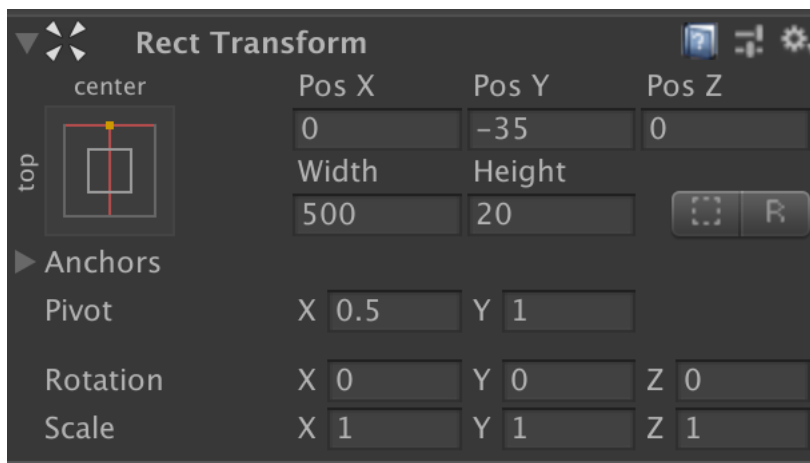 Rect Transform
center
Pos X Pos Y Pos Z
0 -35 0
top
Width Height
500 20
R
Anchors
Pivot X 0.5 Y 1
Rotation X 0 Y 0 Z 0
Scale X 1 Y 1 Z 1